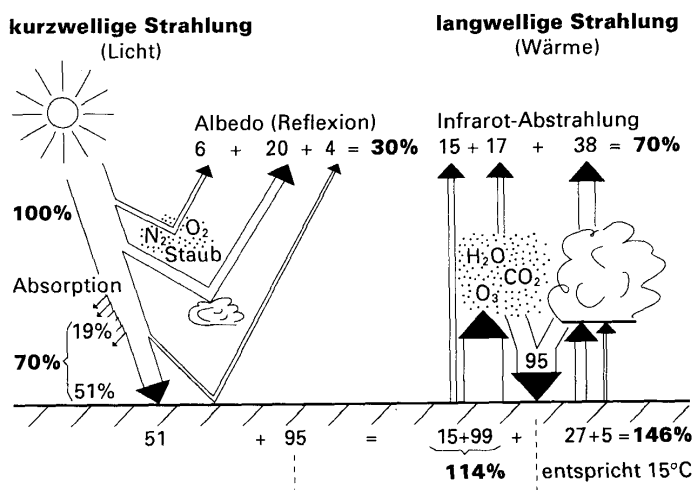 kurzwellige Strahlung
(Licht)
langwellige Strahlung
(Wärme)
Albedo (Reflexion)
6 + 20 + 4 = 30%
Infrarot-Abstrahlung
15 + 17 + 38 = 70%
100%
N₂ O₂
Staub
H₂O
CO₂
O₃
Absorption
19%
70%
51%
95
51 + 95 = 15+99 + 27+5 = 146%
114%
entspricht 15°C